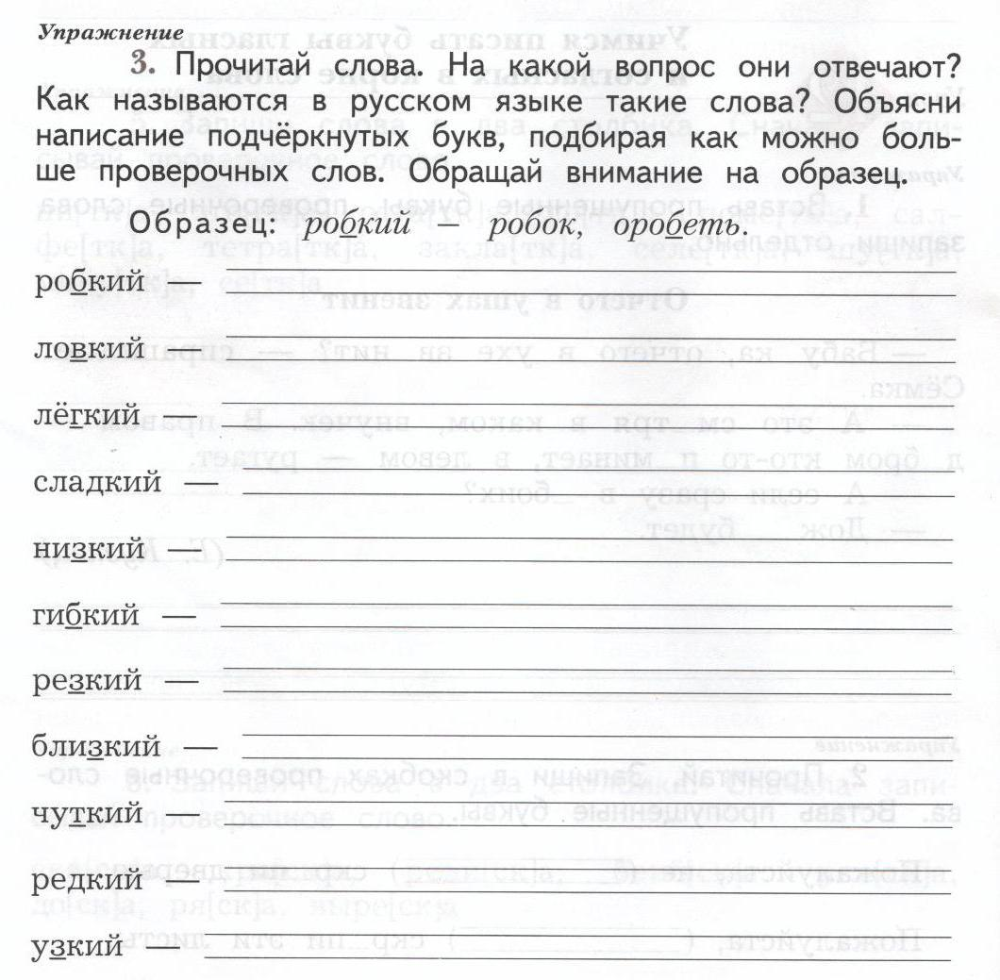 Упражнение
3. Прочитай слова. На какой вопрос они отвечают?
Как называются в русском языке такие слова? Объясни
написание подчёркнутых букв, подбирая как можно боль-
ше проверочных слов. Обращай внимание на образец.
Образец: робкий — робок, оробеть.
робкий —
ловкий —
лёгкий —
сладкий —
низкий —
гибкий —
резкий —
близкий —
чуткий —
редкий —
узкий —